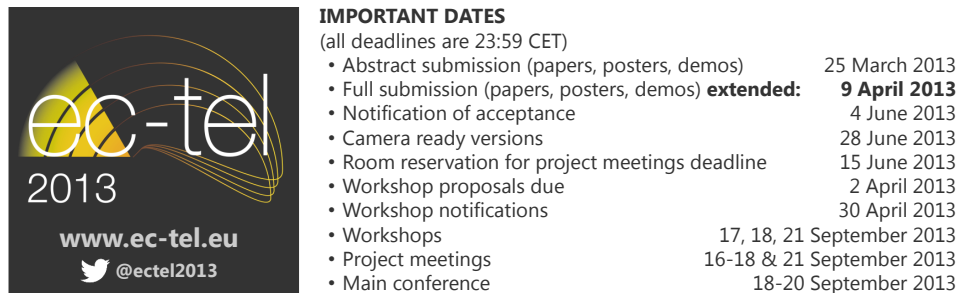 ec-tel
2013
www.ec-tel.eu
@ectel2013
IMPORTANT DATES
(all deadlines are 23:59 CET)
• Abstract submission (papers, posters, demos) 25 March 2013
• Full submission (papers, posters, demos) extended: 9 April 2013
• Notification of acceptance 4 June 2013
• Camera ready versions 28 June 2013
• Room reservation for project meetings deadline 15 June 2013
• Workshop proposals due 2 April 2013
• Workshop notifications 30 April 2013
• Workshops 17, 18, 21 September 2013
• Project meetings 16-18 & 21 September 2013
• Main conference 18-20 September 2013